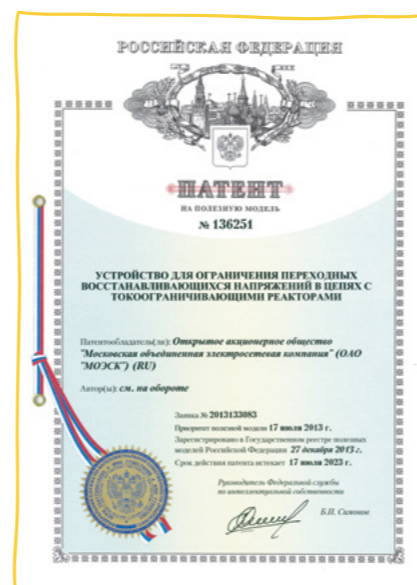 РОССИЙСКАЯ ФЕДЕРАЦИЯ
ПАТЕНТ
НА ПОЛЕЗНУЮ МОДЕЛЬ
№ 136251
УСТРОЙСТВО ДЛЯ ОГРАНИЧЕНИЯ ПЕРЕХОДНЫХ
ВОССТАНАВЛИВАЮЩИХСЯ НАПРЯЖЕНИЙ В ЦЕПЯХ С
ТОКООГРАНИЧИВАЮЩИМИ РЕАКТОРАМИ
Патентообладатель(ли): Открытое акционерное общество
"Московская объединенная электросетевая компания" (ОАО
"МОЭСК") (RU)
Автор(ы): см. на обороте
Заявка № 2013133083
Приоритет полезной модели 17 июля 2013 г.
Зарегистрировано в Государственном реестре полезных
моделей Российской Федерации 27 декабря 2013 г.
Срок действия патента истекает 17 июля 2023 г.
Руководитель Федеральной службы
по интеллектуальной собственности
Б.П. Симонов